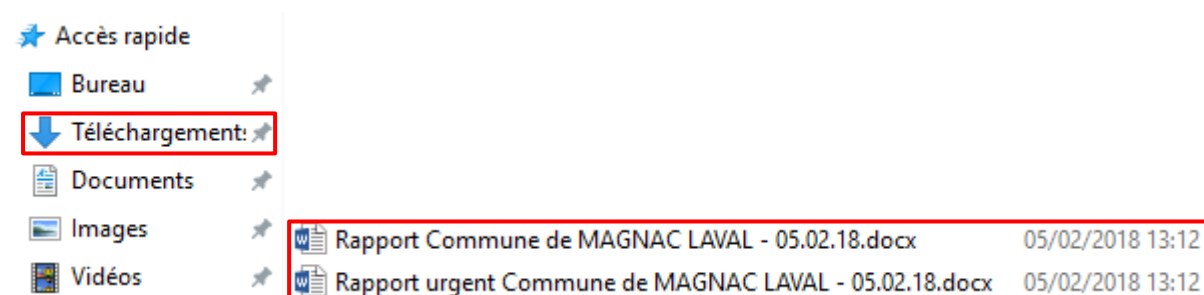 Accès rapide
Bureau
Téléchargements
Documents
Images
Vidéos
Rapport Commune de MAGNAC LAVAL - 05.02.18.docx 05/02/2018 13:12
Rapport urgent Commune de MAGNAC LAVAL - 05.02.18.docx 05/02/2018 13:12